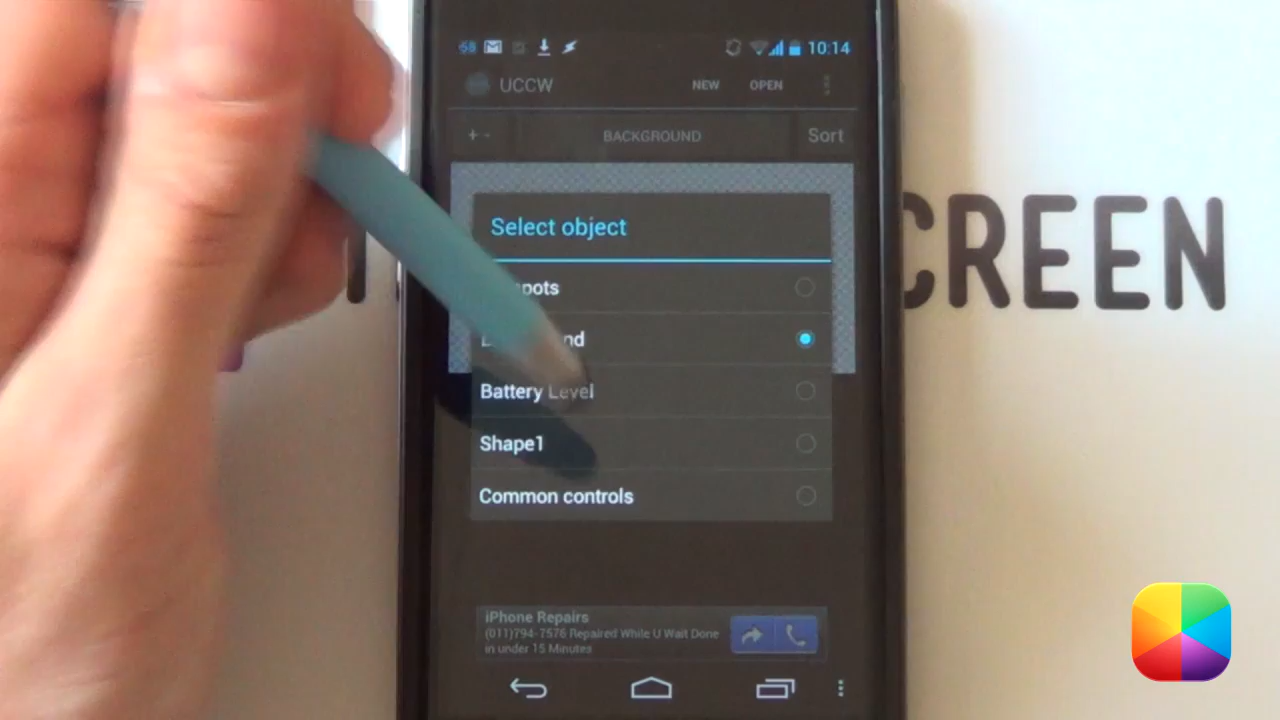 58 10:14
UCCW NEW OPEN
+ - BACKGROUND Sort
Select object
CREEN
Battery Level
Shape1
Common controls
iPhone Repairs
(011)794-7576 Repaired While U Wait Done
in under 15 Minutes